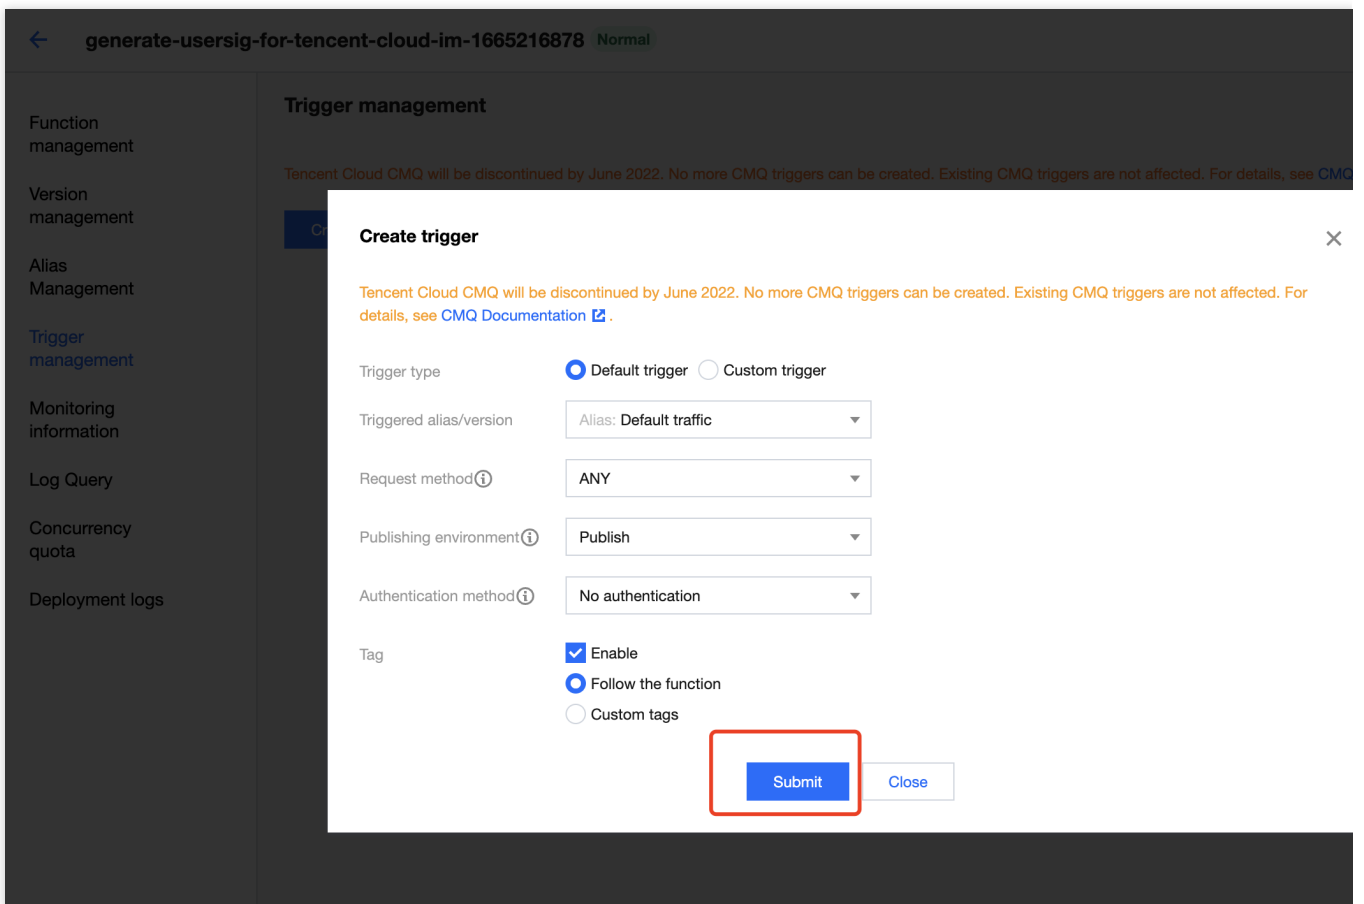 generate-usersig-for-tencent-cloud-im-1665216878 Normal
Function
management
Version
management
Alias
Management
Trigger
management
Monitoring
information
Log Query
Concurrency
quota
Deployment logs
Trigger management
Tencent Cloud CMQ will be discontinued by June 2022. No more CMQ triggers can be created. Existing CMQ triggers are not affected. For details, see CMQ
Cr
Create trigger
Tencent Cloud CMQ will be discontinued by June 2022. No more CMQ triggers can be created. Existing CMQ triggers are not affected. For
details, see CMQ Documentation .
Trigger type Default trigger Custom trigger
Triggered alias/version Alias: Default traffic
Request method ANY
Publishing environment Publish
Authentication method No authentication
Tag Enable
Follow the function
Custom tags
Submit Close